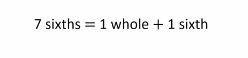 7 sixths = 1 whole + 1 sixth